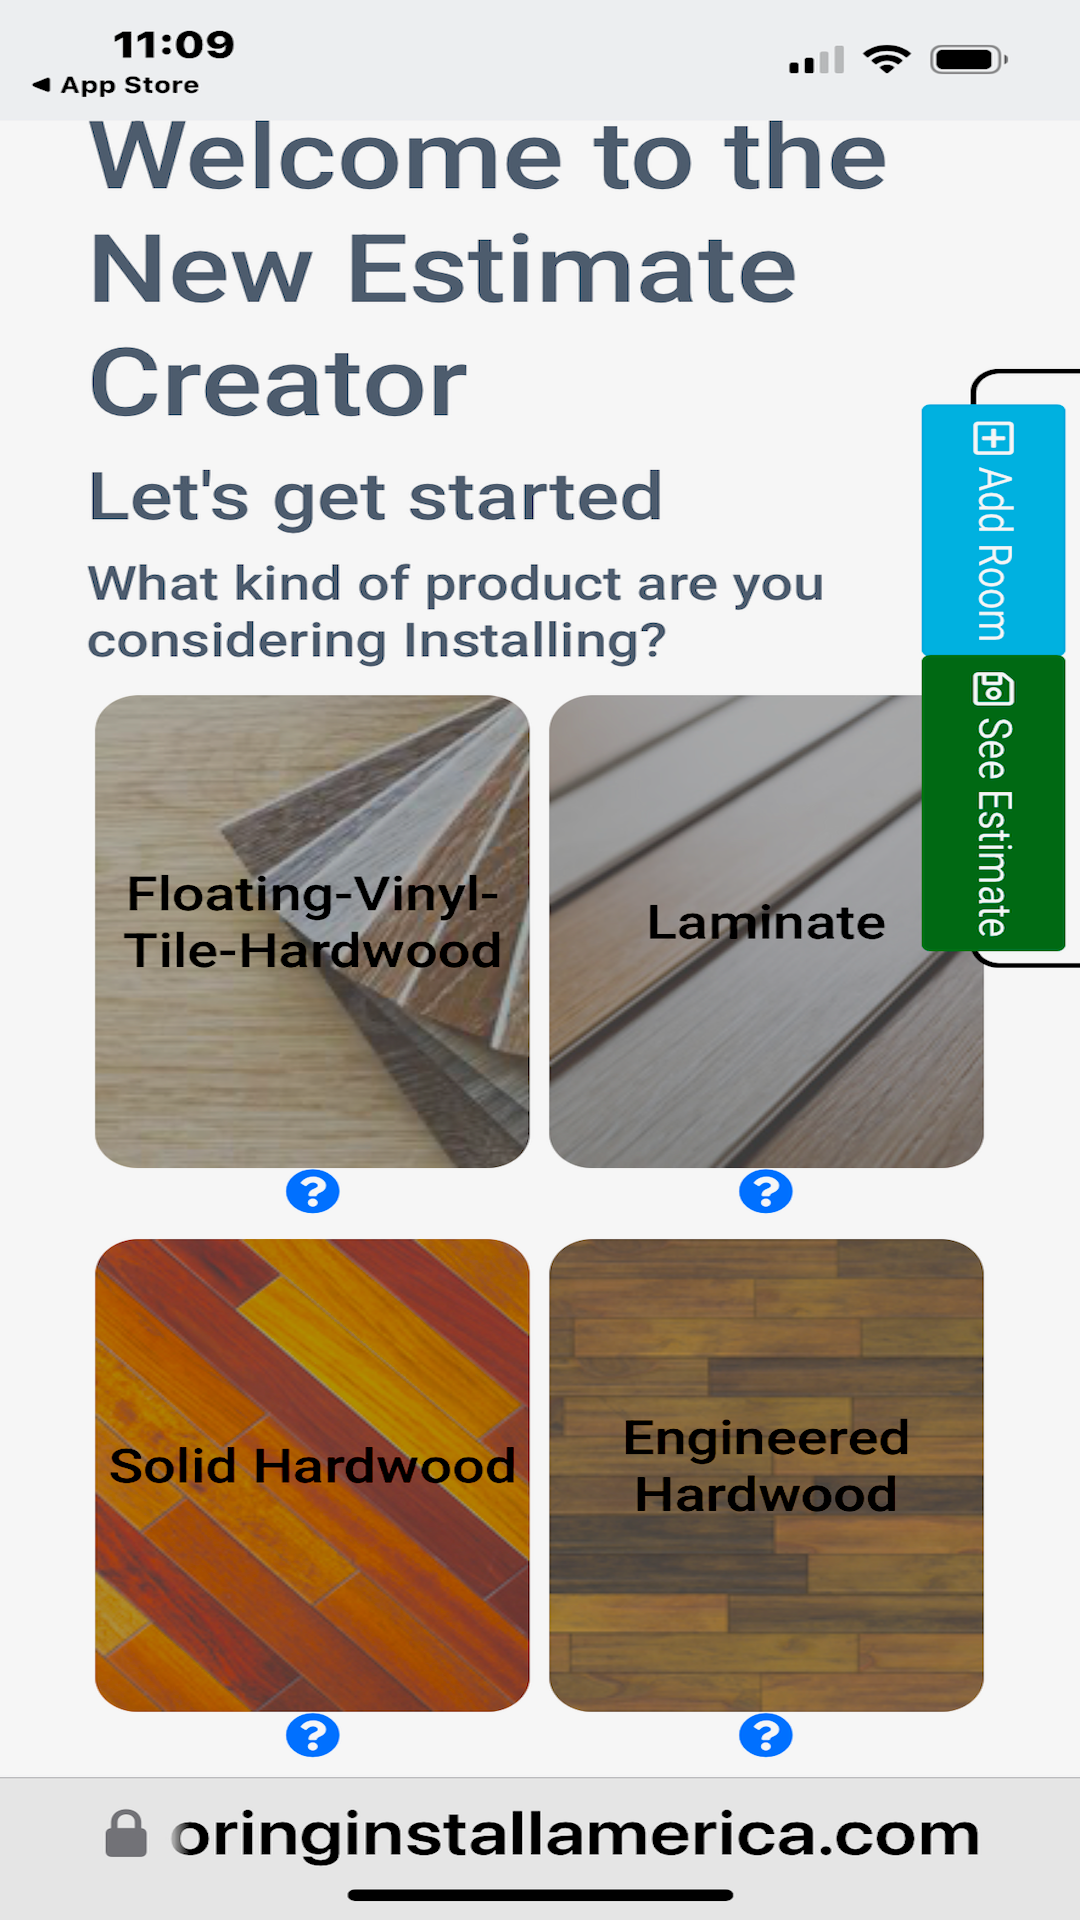 11:09
◀ App Store
Welcome to the
New Estimate
Creator
Let's get started
What kind of product are you
considering Installing?
Add Room
See Estimate
Floating-Vinyl-
Tile-Hardwood
Laminate
?
?
Solid Hardwood
Engineered
Hardwood
?
?
oringinstallamerica.com